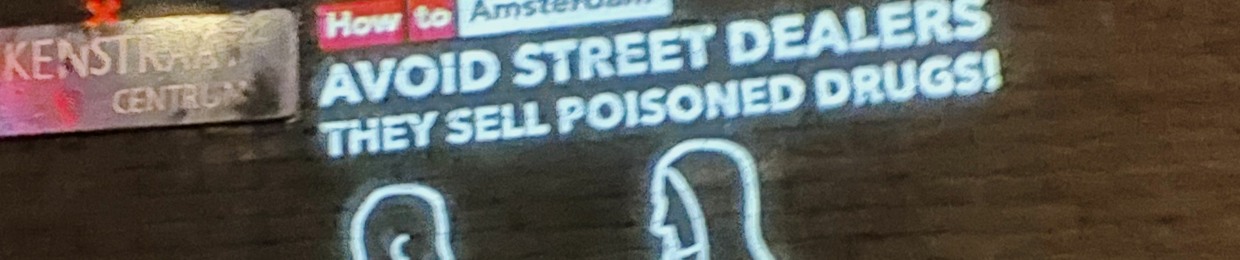 KENSTRAAT
CENTRUM
How to Amsterdam
AVOID STREET DEALERS
THEY SELL POISONED DRUGS!